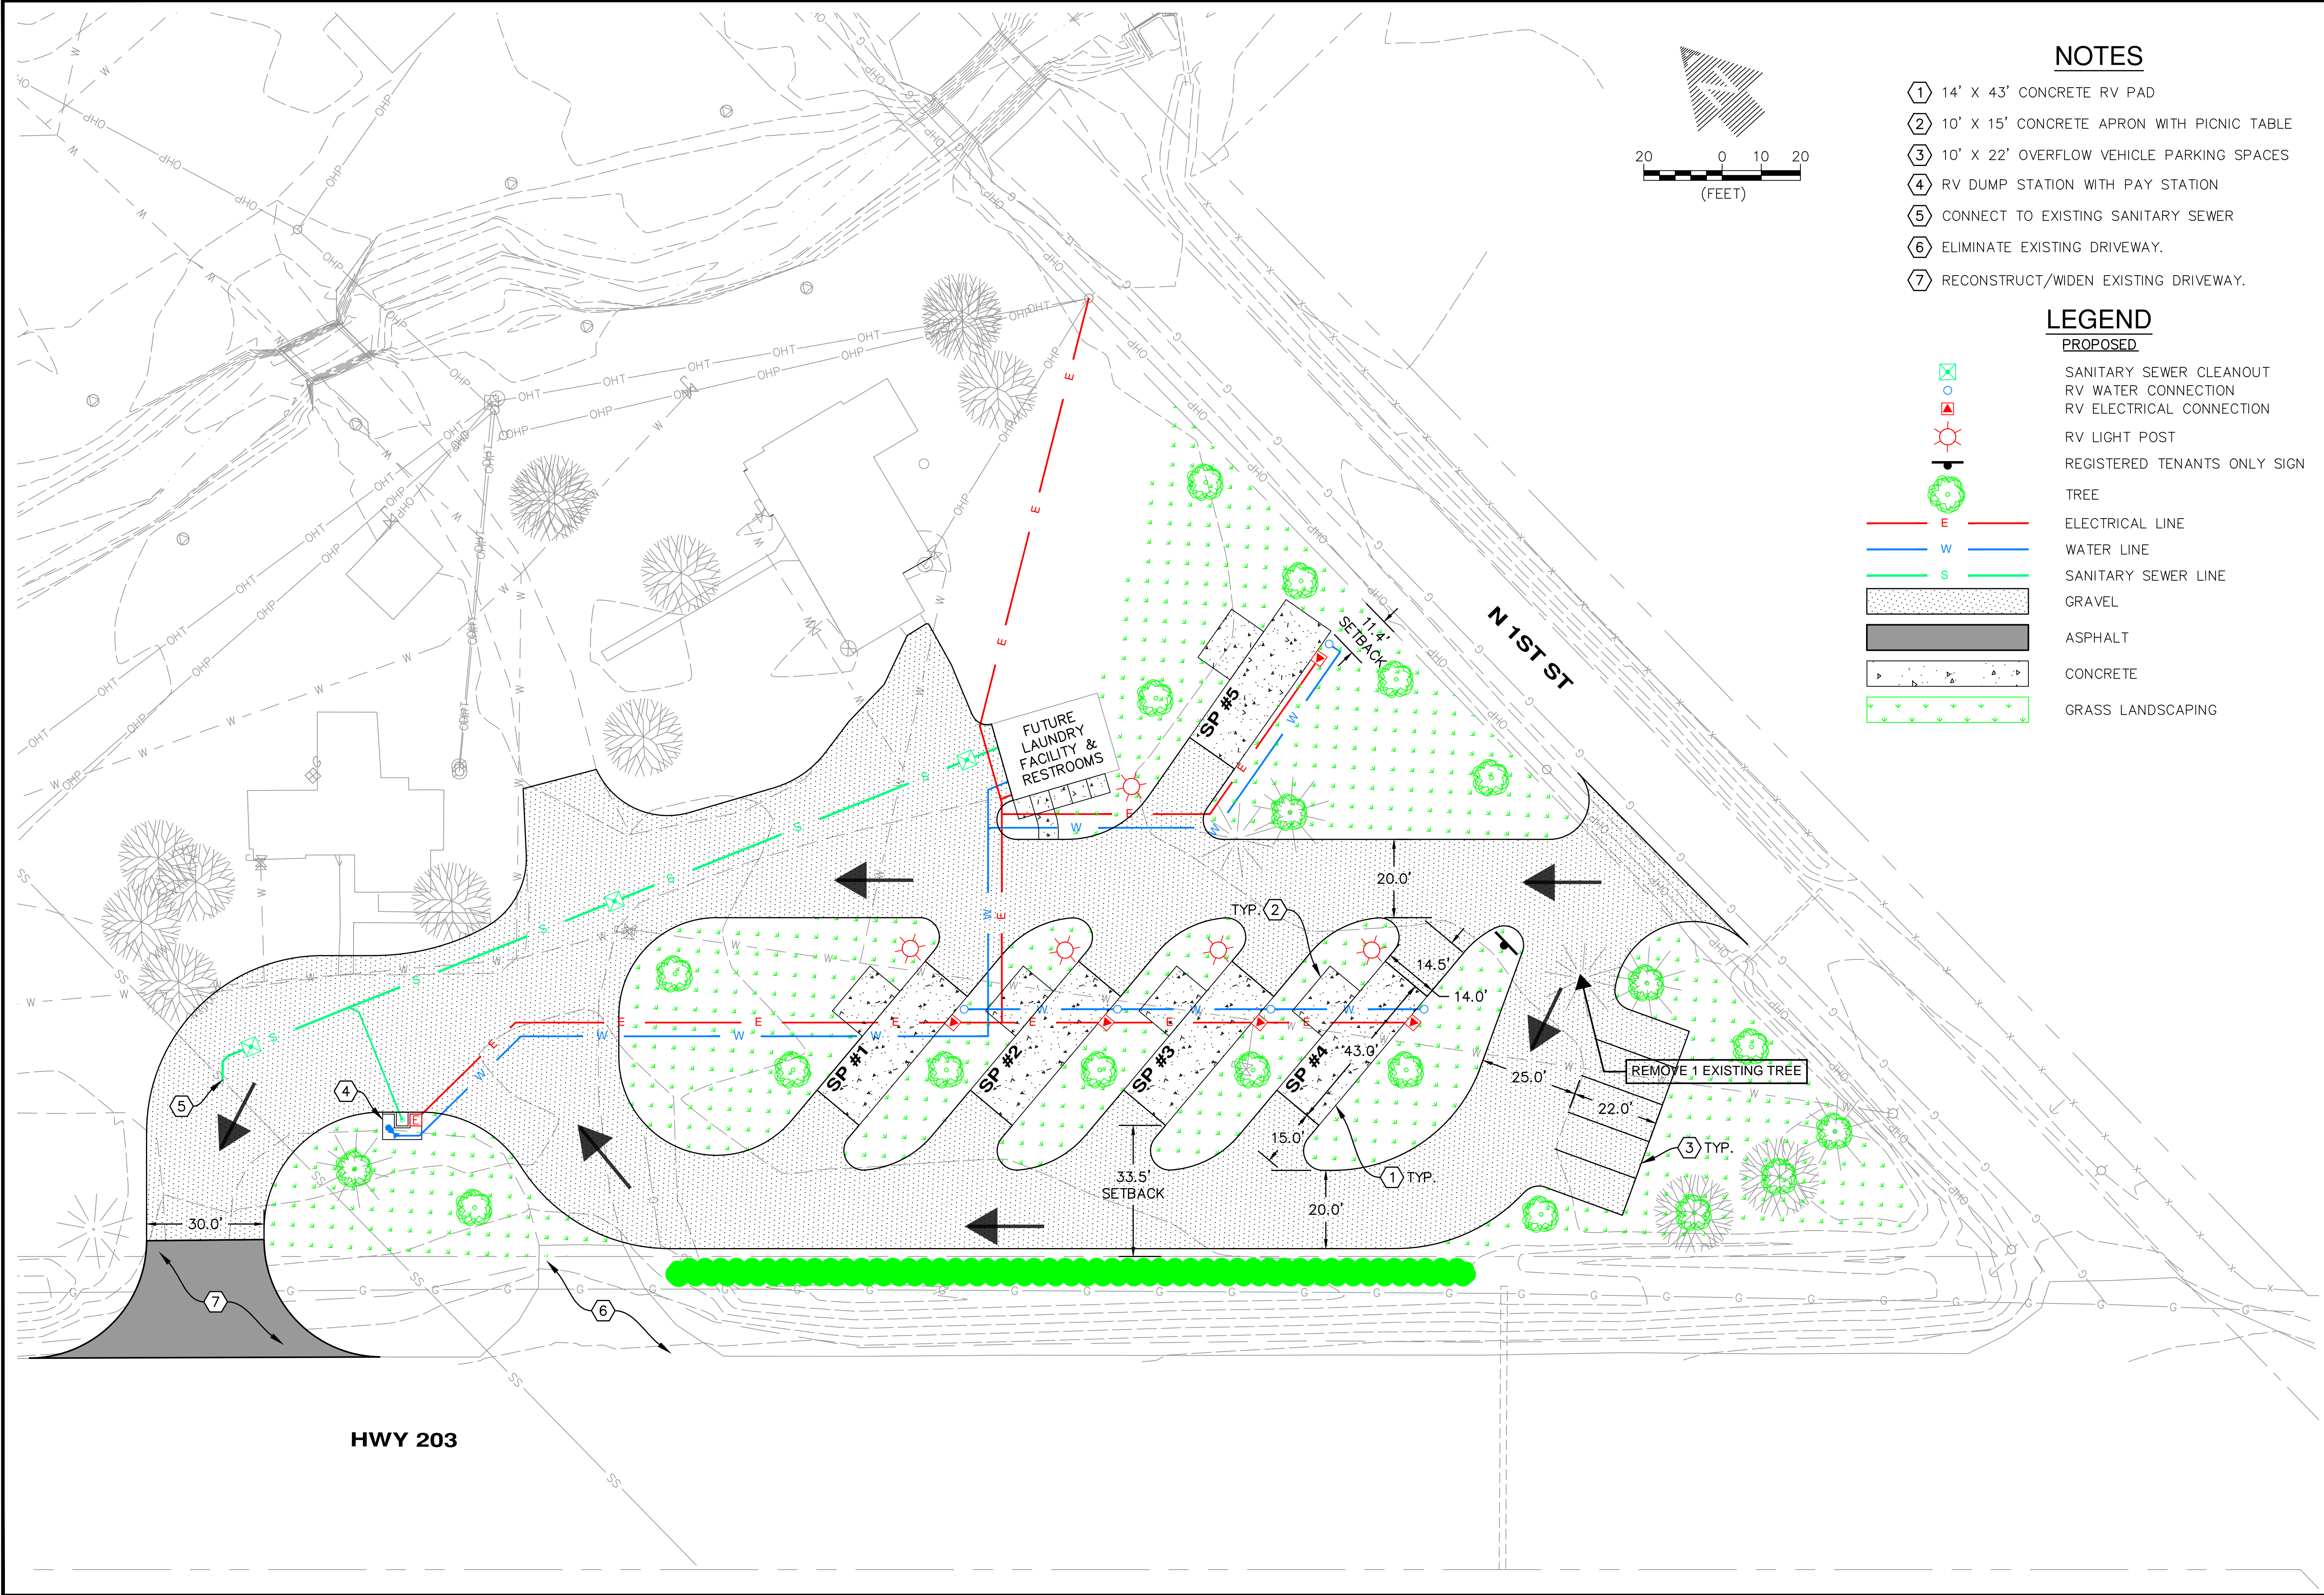 NOTES
1 14' X 43' CONCRETE RV PAD
2 10' X 15' CONCRETE APRON WITH PICNIC TABLE
3 10' X 22' OVERFLOW VEHICLE PARKING SPACES
4 RV DUMP STATION WITH PAY STATION
5 CONNECT TO EXISTING SANITARY SEWER
6 ELIMINATE EXISTING DRIVEWAY.
7 RECONSTRUCT/WIDEN EXISTING DRIVEWAY.
20 0 10 20
(FEET)
LEGEND
PROPOSED
SANITARY SEWER CLEANOUT
RV WATER CONNECTION
RV ELECTRICAL CONNECTION
RV LIGHT POST
REGISTERED TENANTS ONLY SIGN
TREE
E ELECTRICAL LINE
W WATER LINE
S SANITARY SEWER LINE
GRAVEL
ASPHALT
CONCRETE
GRASS LANDSCAPING
N 1ST ST
11.4'
SETBACK
SP #5
FUTURE
LAUNDRY
FACILITY &
RESTROOMS
20.0'
TYP. 2
14.5'
14.0'
SP #1
SP #2
SP #3
SP #4
43.0'
25.0'
REMOVE 1 EXISTING TREE
22.0'
3 TYP.
15.0'
1 TYP.
33.5'
SETBACK
20.0'
4
5
30.0'
7
6
HWY 203